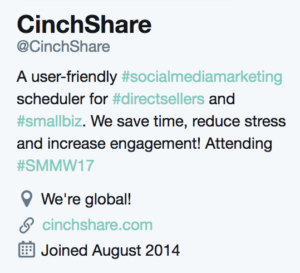 CinchShare
@CinchShare
A user-friendly #socialmediamarketing
scheduler for #directsellers and
#smallbiz. We save time, reduce stress
and increase engagement! Attending
#SMMW17
We're global!
cinchshare.com
Joined August 2014